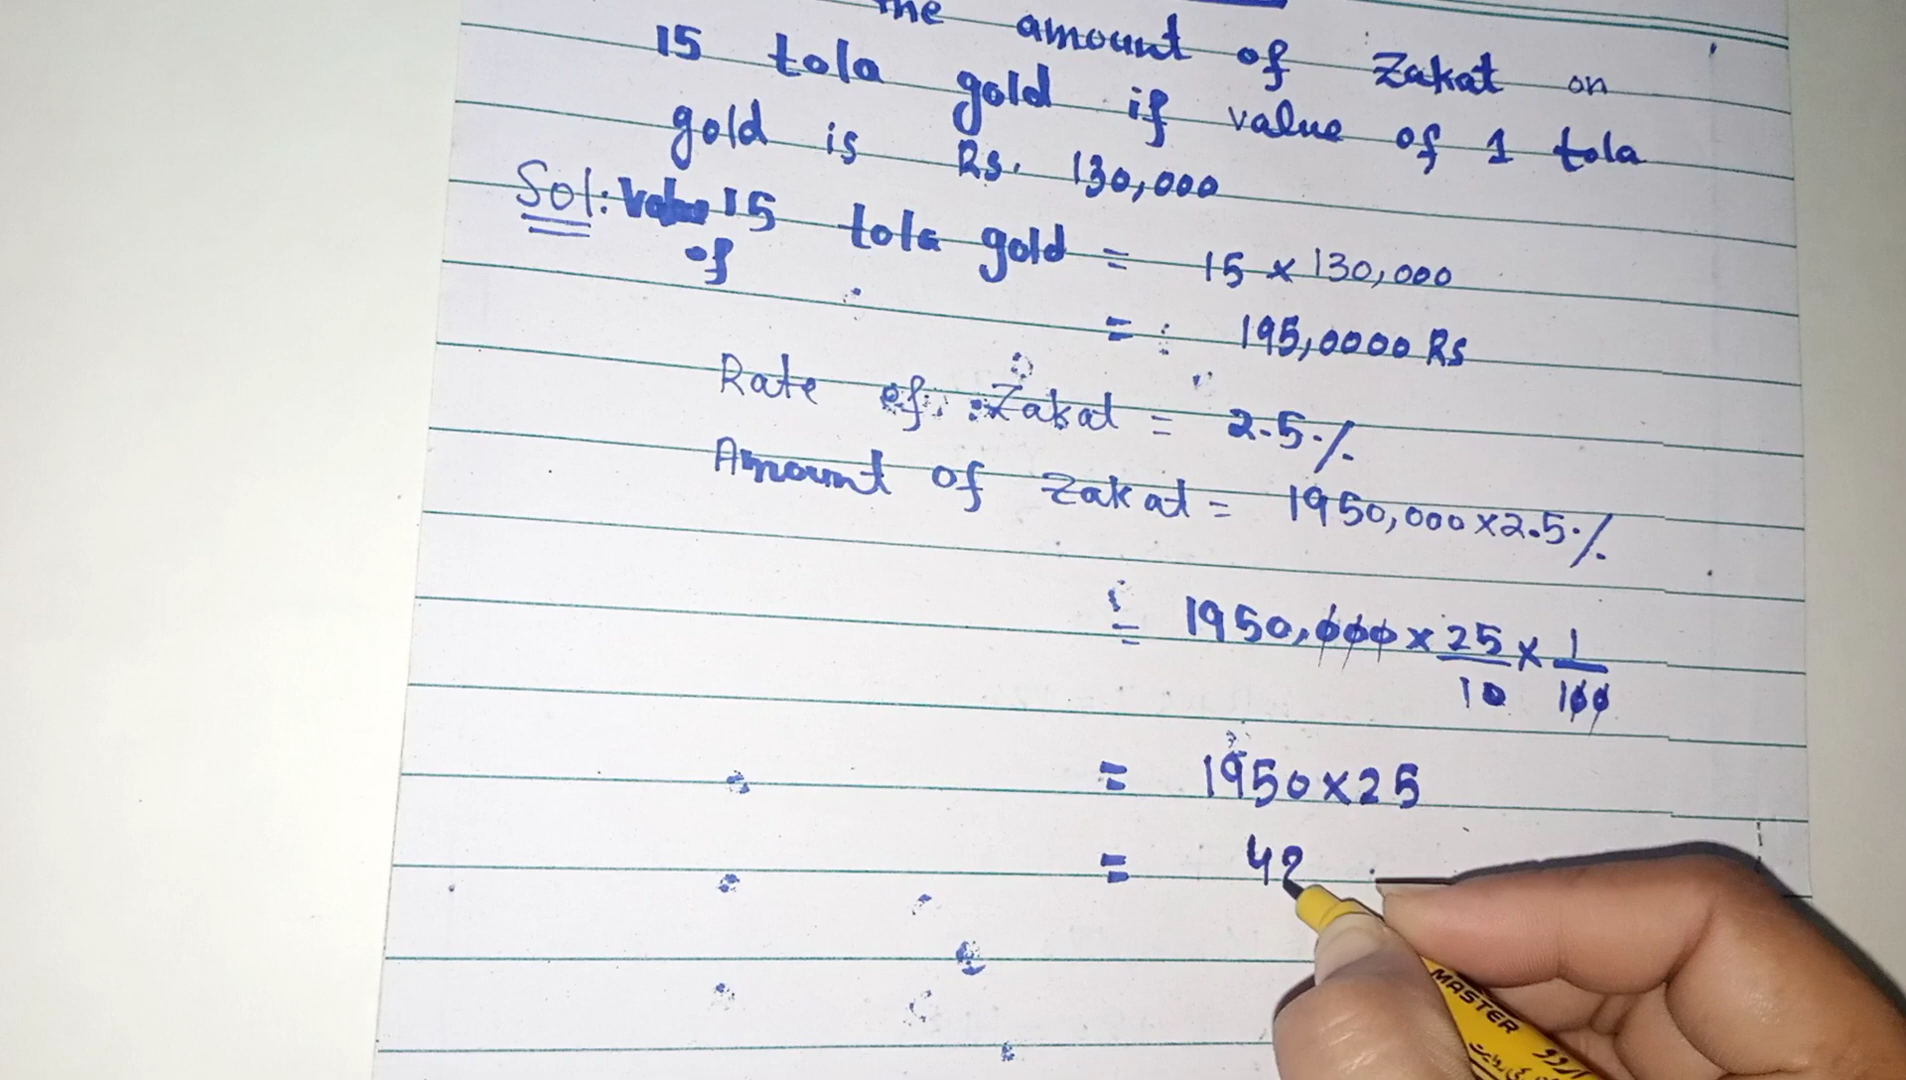 the amount of Zakat on
15 tola gold if value of 1 tola
gold is Rs. 130,000
Sol: Value 15 tola gold = 15 × 130,000
of
= 195,0000 Rs
Rate of Zakat = 2.5%
Amount of Zakat = 1950,000×2.5%
= 1950,000 × 25/10 × 1/100
= 1950×25
= 42
MASTER
اردو